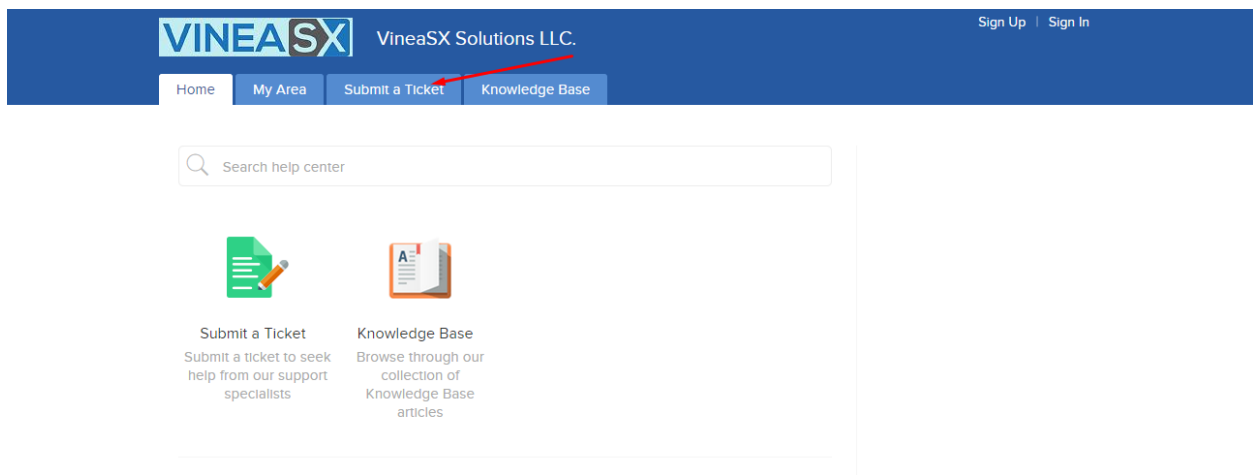 VINEASX VineaSX Solutions LLC.
Sign Up | Sign In
Home My Area Submit a Ticket Knowledge Base
Search help center
A
Submit a Ticket
Submit a ticket to seek
help from our support
specialists
Knowledge Base
Browse through our
collection of
Knowledge Base
articles